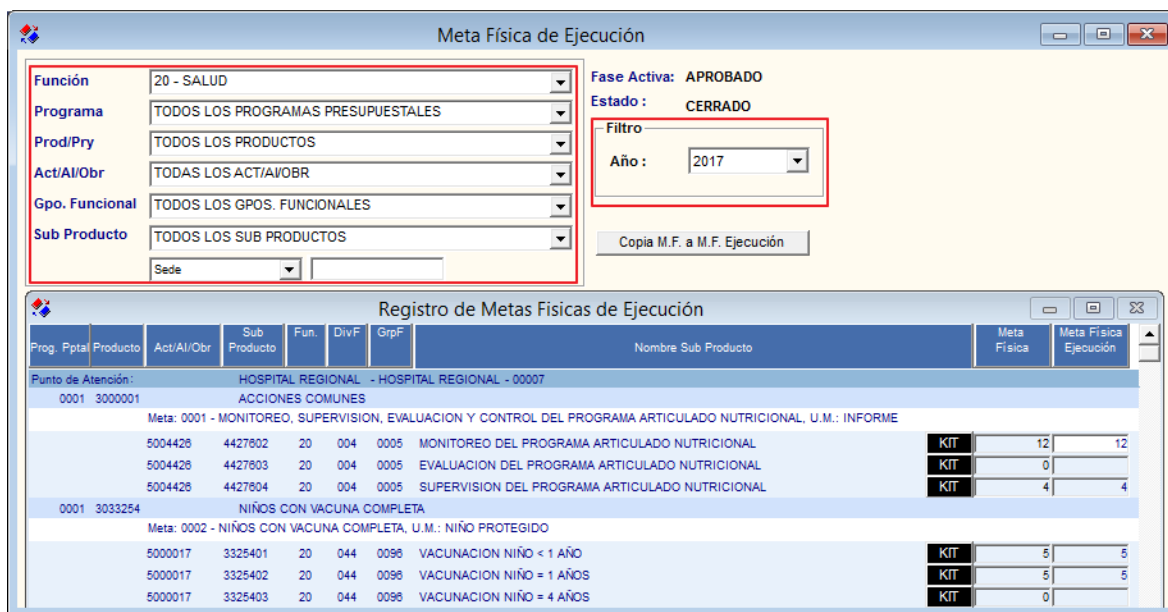 Meta Física de Ejecución
Función 20 - SALUD
Programa TODOS LOS PROGRAMAS PRESUPUESTALES
Prod/Pry TODOS LOS PRODUCTOS
Act/AI/Obr TODAS LOS ACT/AI/OBR
Gpo. Funcional TODOS LOS GPOS. FUNCIONALES
Sub Producto TODOS LOS SUB PRODUCTOS
Sede
Fase Activa: APROBADO
Estado : CERRADO
Filtro
Año : 2017
Copia M.F. a M.F. Ejecución
Registro de Metas Fisicas de Ejecución
Prog. Pptal Producto Act/AI/Obr Sub Producto Fun. DivF GrpF Nombre Sub Producto Meta Física Meta Física Ejecución
Punto de Atención: HOSPITAL REGIONAL - HOSPITAL REGIONAL - 00007
0001 3000001 ACCIONES COMUNES
Meta: 0001 - MONITOREO, SUPERVISION, EVALUACION Y CONTROL DEL PROGRAMA ARTICULADO NUTRICIONAL, U.M.: INFORME
5004426 4427602 20 004 0005 MONITOREO DEL PROGRAMA ARTICULADO NUTRICIONAL KIT 12 12
5004426 4427603 20 004 0005 EVALUACION DEL PROGRAMA ARTICULADO NUTRICIONAL KIT 0
5004426 4427604 20 004 0005 SUPERVISION DEL PROGRAMA ARTICULADO NUTRICIONAL KIT 4 4
0001 3033254 NIÑOS CON VACUNA COMPLETA
Meta: 0002 - NIÑOS CON VACUNA COMPLETA, U.M.: NIÑO PROTEGIDO
5000017 3325401 20 044 0096 VACUNACION NIÑO < 1 AÑO KIT 5 5
5000017 3325402 20 044 0096 VACUNACION NIÑO = 1 AÑOS KIT 5 5
5000017 3325403 20 044 0096 VACUNACION NIÑO = 4 AÑOS KIT 0